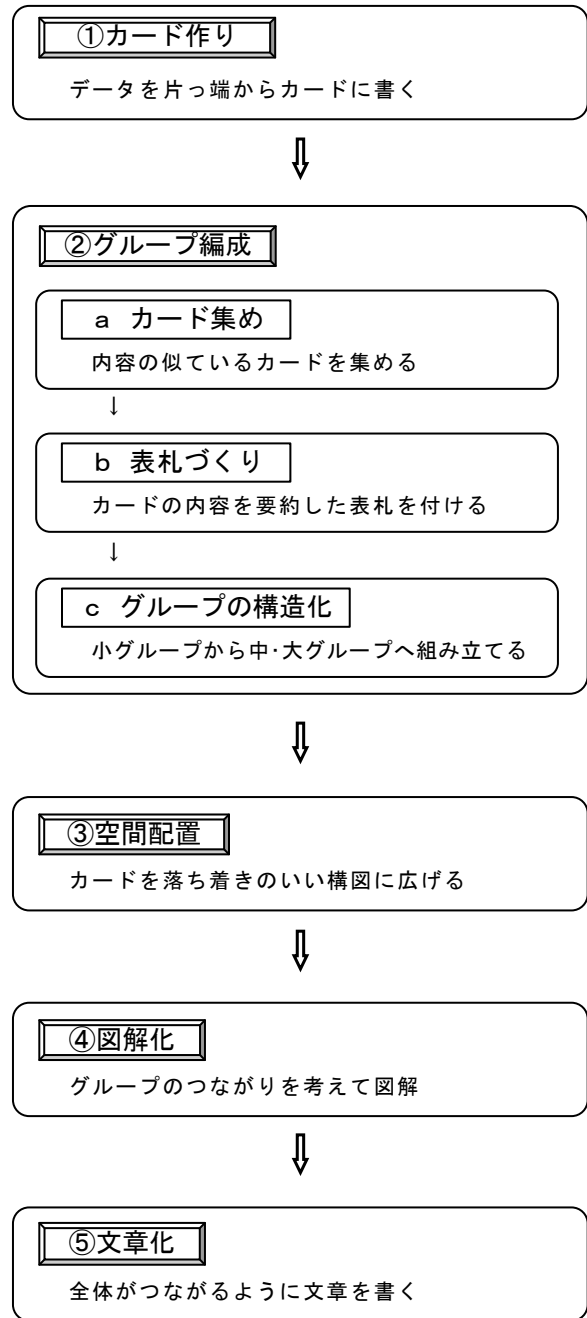 ①カード作り
データを片っ端からカードに書く
⇓
②グループ編成
a カード集め
内容の似ているカードを集める
↓
b 表札づくり
カードの内容を要約した表札を付ける
↓
c グループの構造化
小グループから中・大グループへ組み立てる
⇓
③空間配置
カードを落ち着きのいい構図に広げる
⇓
④図解化
グループのつながりを考えて図解
⇓
⑤文章化
全体がつながるように文章を書く